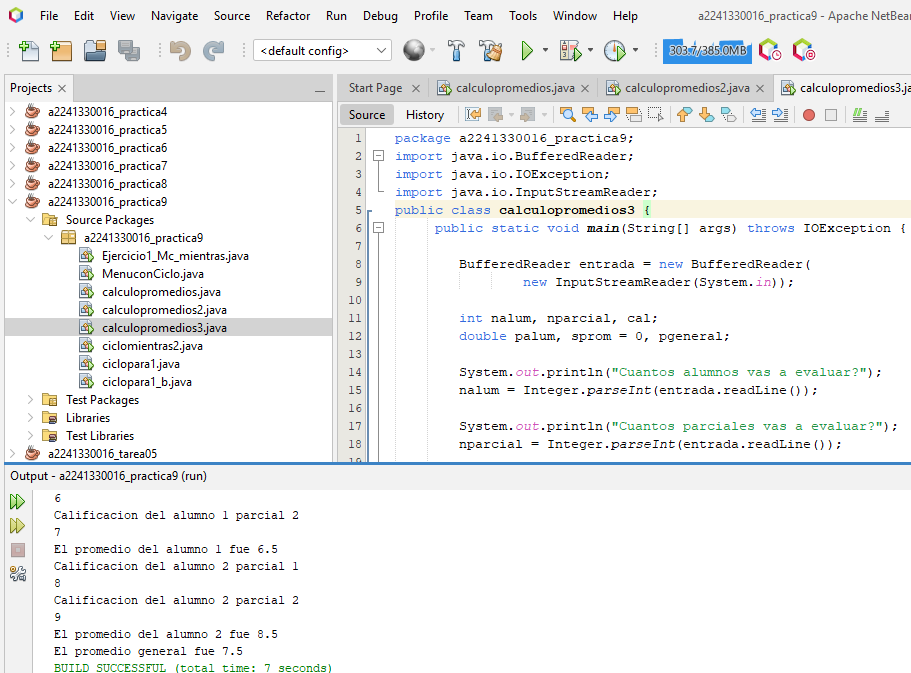 File Edit View Navigate Source Refactor Run Debug Profile Team Tools Window Help a2241330016_practica9 - Apache NetBean
<default config> 303.7/385.0MB
Projects
a2241330016_practica4
a2241330016_practica5
a2241330016_practica6
a2241330016_practica7
a2241330016_practica8
a2241330016_practica9
Source Packages
a2241330016_practica9
Ejercicio1_Mc_mientras.java
MenuconCiclo.java
calculopromedios.java
calculopromedios2.java
calculopromedios3.java
ciclomientras2.java
ciclopara1.java
ciclopara1_b.java
Test Packages
Libraries
Test Libraries
a2241330016_tarea05
Start Page calculopromedios.java calculopromedios2.java calculopromedios3.ja
Source History
1 package a2241330016_practica9;
2 import java.io.BufferedReader;
3 import java.io.IOException;
4 import java.io.InputStreamReader;
5 public class calculopromedios3 {
6 public static void main(String[] args) throws IOException {
7
8 BufferedReader entrada = new BufferedReader(
9 new InputStreamReader(System.in));
10
11 int nalum, nparcial, cal;
12 double palum, sprom = 0, pgeneral;
13
14 System.out.println("Cuantos alumnos vas a evaluar?");
15 nalum = Integer.parseInt(entrada.readLine());
16
17 System.out.println("Cuantos parciales vas a evaluar?");
18 nparcial = Integer.parseInt(entrada.readLine());
19
Output - a2241330016_practica9 (run)
6
Calificacion del alumno 1 parcial 2
7
El promedio del alumno 1 fue 6.5
Calificacion del alumno 2 parcial 1
8
Calificacion del alumno 2 parcial 2
9
El promedio del alumno 2 fue 8.5
El promedio general fue 7.5
BUILD SUCCESSFUL (total time: 7 seconds)